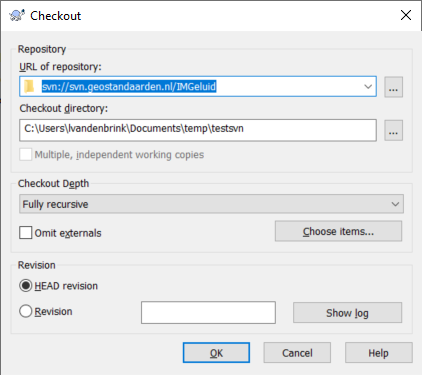 Checkout
Repository
URL of repository:
svn://svn.geostandaarden.nl/IMGeluid
...
Checkout directory:
C:\Users\lvandenbrink\Documents\temp\testsvn
...
Multiple, independent working copies
Checkout Depth
Fully recursive
Omit externals
Choose items...
Revision
HEAD revision
Revision
Show log
OK
Cancel
Help